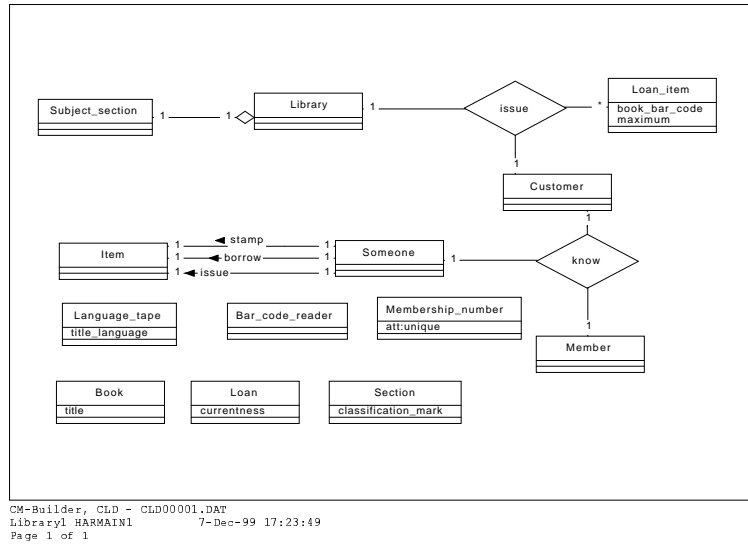 Loan_item
Subject_section 1 1 Library 1 issue * book_bar_code
maximum
1
Customer
1
Item 1 stamp 1 Someone
1 borrow 1 1 know
1 issue 1
Language_tape Bar_code_reader Membership_number
title_language att:unique 1
Member
Book Loan Section
title currentness classification_mark
CM-Builder, CLD - CLD00001.DAT
Library1 HARMAIN1 7-Dec-99 17:23:49
Page 1 of 1